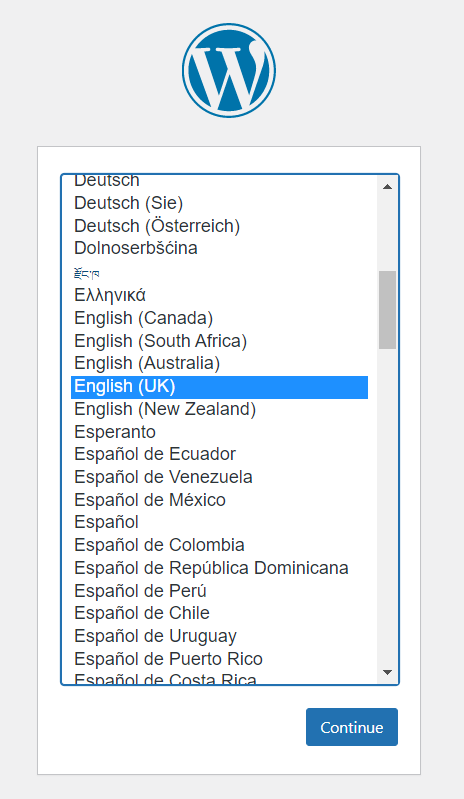 Deutsch
Deutsch (Sie)
Deutsch (Österreich)
Dolnoserbšćina
རྫོང་ཁ
Ελληνικά
English (Canada)
English (South Africa)
English (Australia)
English (UK)
English (New Zealand)
Esperanto
Español de Ecuador
Español de Venezuela
Español de México
Español
Español de Colombia
Español de República Dominicana
Español de Perú
Español de Chile
Español de Uruguay
Español de Puerto Rico
Español de Costa Rica
Continue